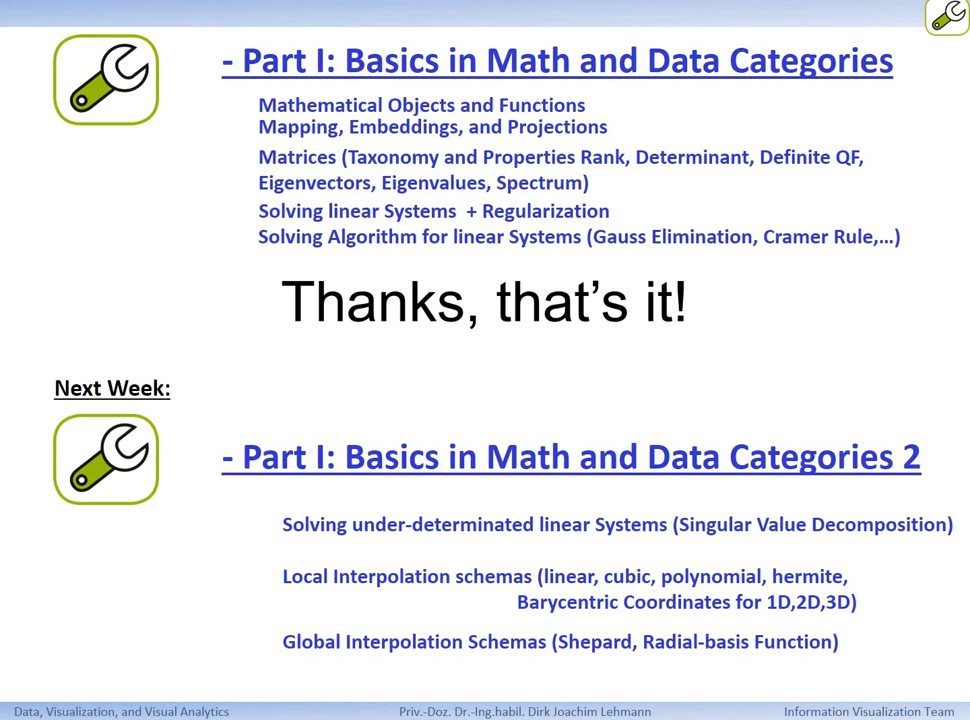 - Part I: Basics in Math and Data Categories
Mathematical Objects and Functions
Mapping, Embeddings, and Projections
Matrices (Taxonomy and Properties Rank, Determinant, Definite QF,
Eigenvectors, Eigenvalues, Spectrum)
Solving linear Systems + Regularization
Solving Algorithm for linear Systems (Gauss Elimination, Cramer Rule,...)
Thanks, that's it!
Next Week:
- Part I: Basics in Math and Data Categories 2
Solving under-determinated linear Systems (Singular Value Decomposition)
Local Interpolation schemas (linear, cubic, polynomial, hermite,
Barycentric Coordinates for 1D,2D,3D)
Global Interpolation Schemas (Shepard, Radial-basis Function)
Data, Visualization, and Visual Analytics
Priv.-Doz. Dr.-Ing.habil. Dirk Joachim Lehmann
Information Visualization Team